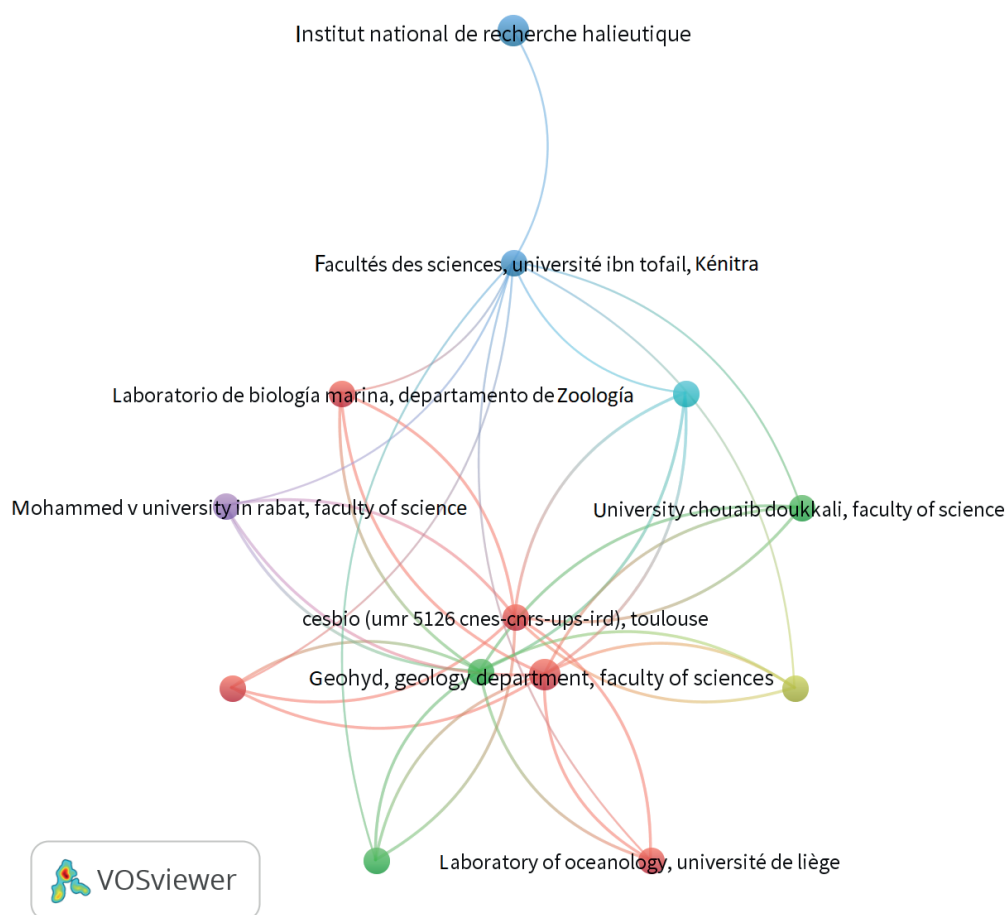 Institut national de recherche halieutique
Facultés des sciences, université ibn tofail, Kénitra
Laboratorio de biología marina, departamento de Zoología
Mohammed v university in rabat, faculty of science
University chouaib doukkali, faculty of science
cesbio (umr 5126 cnes-cnrs-ups-ird), toulouse
Geohyd, geology department, faculty of sciences
Laboratory of oceanology, université de liège
VOSviewer